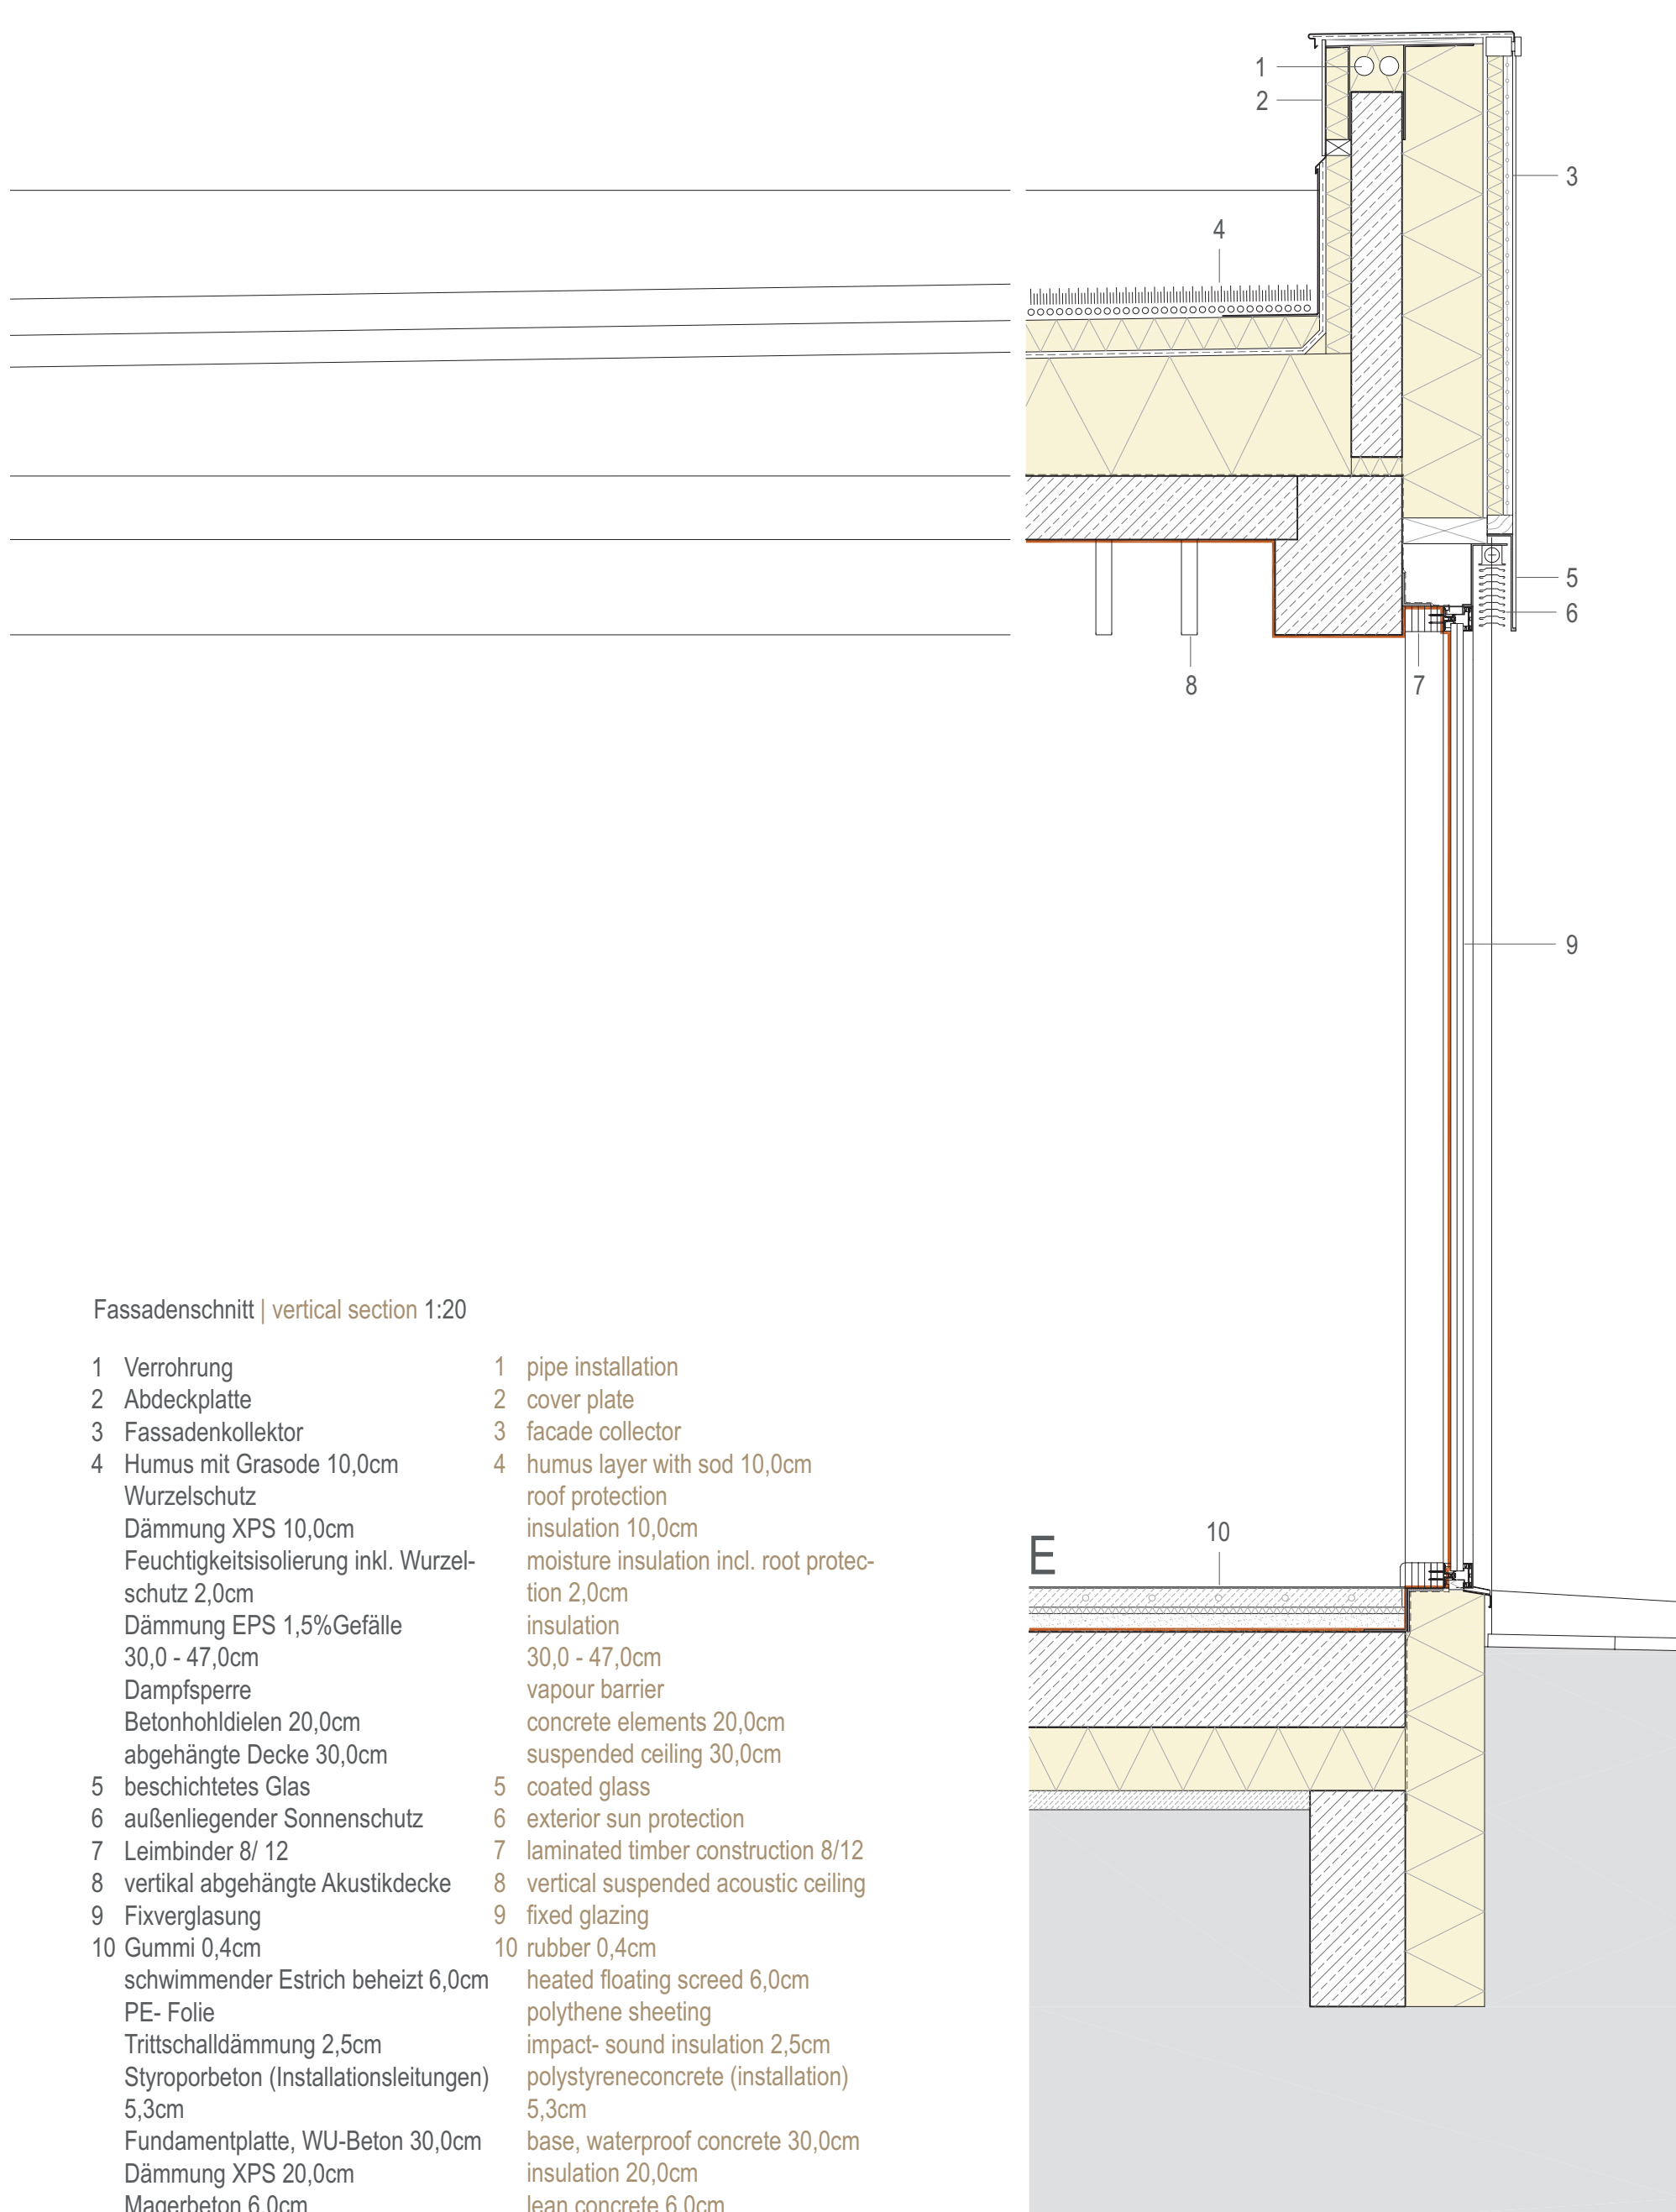 1
2
3
4
5
6
8
7
9
Fassadenschnitt | vertical section 1:20
1 Verrohrung
2 Abdeckplatte
3 Fassadenkollektor
4 Humus mit Grasode 10,0cm
Wurzelschutz
Dämmung XPS 10,0cm
Feuchtigkeitsisolierung inkl. Wurzel-
schutz 2,0cm
Dämmung EPS 1,5%Gefälle
30,0 - 47,0cm
Dampfsperre
Betonhohldielen 20,0cm
abgehängte Decke 30,0cm
5 beschichtetes Glas
6 außenliegender Sonnenschutz
7 Leimbinder 8/ 12
8 vertikal abgehängte Akustikdecke
9 Fixverglasung
10 Gummi 0,4cm
schwimmender Estrich beheizt 6,0cm
PE- Folie
Trittschalldämmung 2,5cm
Styroporbeton (Installationsleitungen)
5,3cm
Fundamentplatte, WU-Beton 30,0cm
Dämmung XPS 20,0cm
Magerbeton 6,0cm
1 pipe installation
2 cover plate
3 facade collector
4 humus layer with sod 10,0cm
roof protection
insulation 10,0cm
moisture insulation incl. root protec-
tion 2,0cm
insulation
30,0 - 47,0cm
vapour barrier
concrete elements 20,0cm
suspended ceiling 30,0cm
5 coated glass
6 exterior sun protection
7 laminated timber construction 8/12
8 vertical suspended acoustic ceiling
9 fixed glazing
10 rubber 0,4cm
heated floating screed 6,0cm
polythene sheeting
impact- sound insulation 2,5cm
polystyreneconcrete (installation)
5,3cm
base, waterproof concrete 30,0cm
insulation 20,0cm
lean concrete 6,0cm
E
10